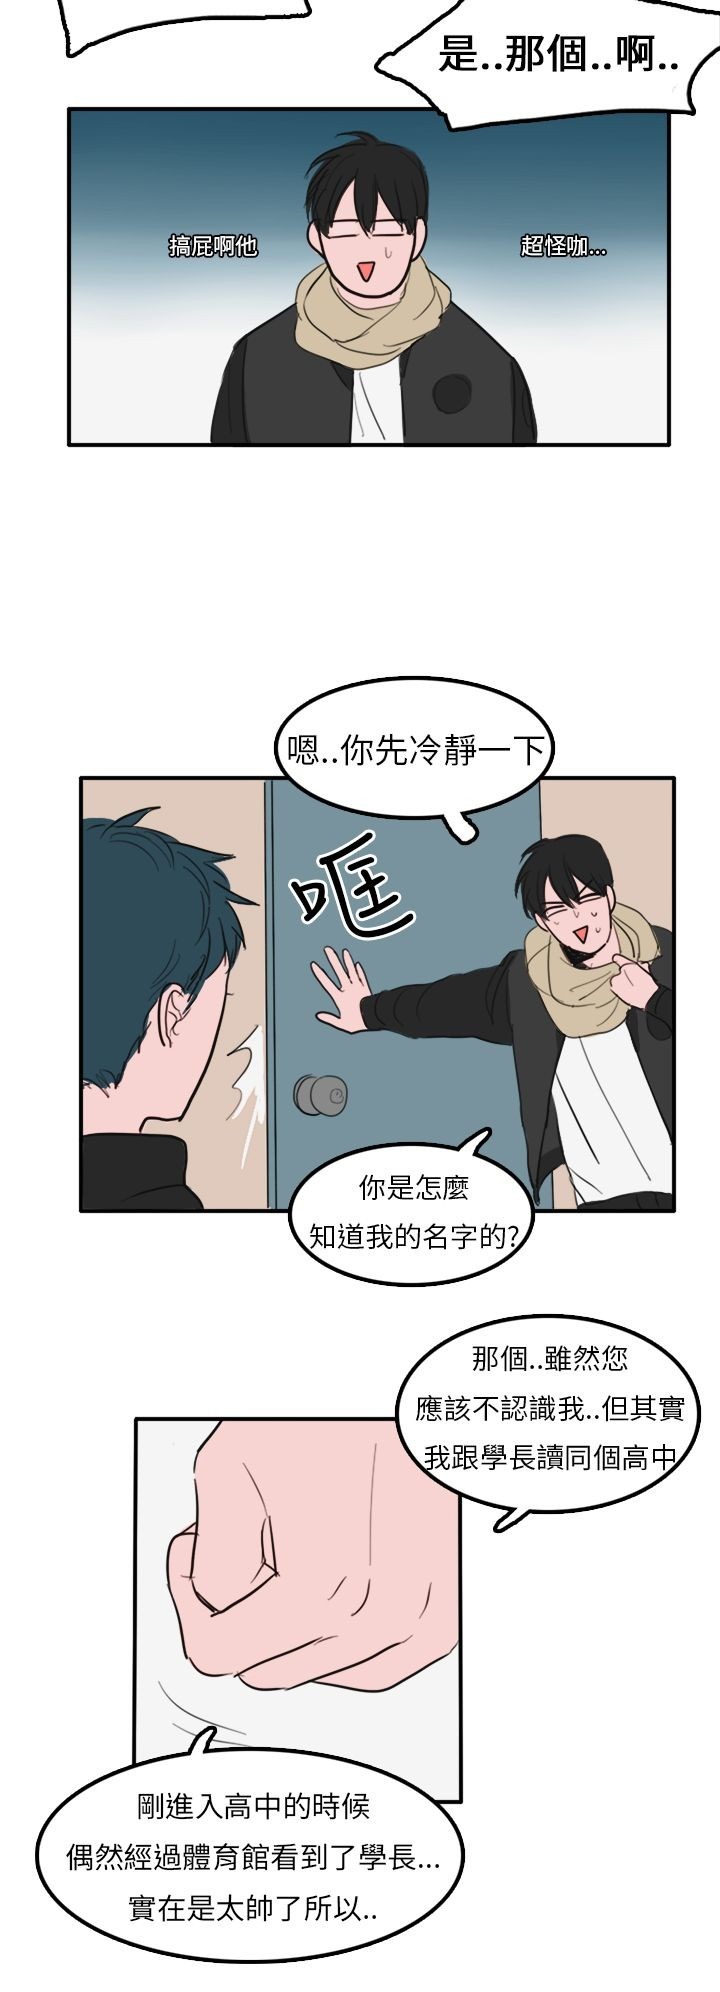 是..那個..啊..
搞屁啊他
超怪咖...
嗯..你先冷靜一下
哐
你是怎麼
知道我的名字的?
那個..雖然您
應該不認識我..但其實
我跟學長讀同個高中
剛進入高中的時候
偶然經過體育館看到了學長...
實在是太帥了所以..